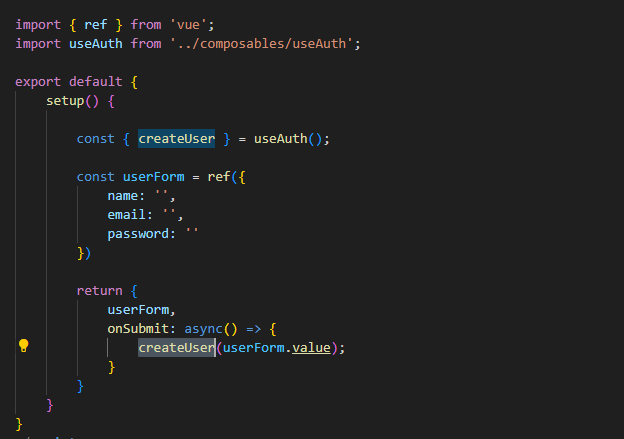 import { ref } from 'vue';
import useAuth from '../composables/useAuth';
export default {
setup() {
const { createUser } = useAuth();
const userForm = ref({
name: '',
email: '',
password: ''
})
return {
userForm,
onSubmit: async() => {
createUser(userForm.value);
}
}
}
}